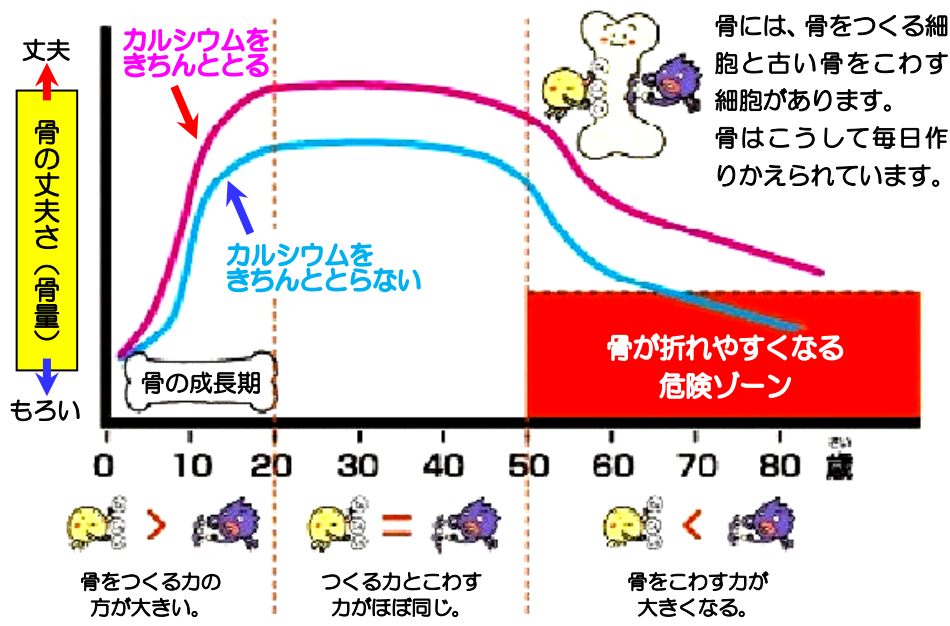 丈夫
骨の丈夫さ（骨量）
もろい
カルシウムを
きちんととる
カルシウムを
きちんととらない
骨には、骨をつくる細
胞と古い骨をこわす
細胞があります。
骨はこうして毎日作
りかえられています。
骨の成長期
骨が折れやすくなる
危険ゾーン
0 10 20 30 40 50 60 70 80 歳
さい
> = <
骨をつくる力の
方が大きい。
つくる力とこわす
力がほぼ同じ。
骨をこわす力が
大きくなる。